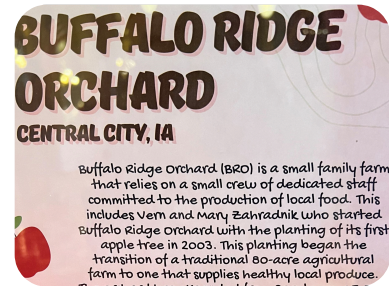 BUFFALO RIDGE
ORCHARD
CENTRAL CITY, IA
Buffalo Ridge Orchard (BRO) is a small family farm
that relies on a small crew of dedicated staff
committed to the production of local food. This
includes Vern and Mary Zahradnik who started
Buffalo Ridge Orchard with the planting of its first
apple tree in 2003. This planting began the
transition of a traditional 80-acre agricultural
farm to one that supplies healthy local produce.